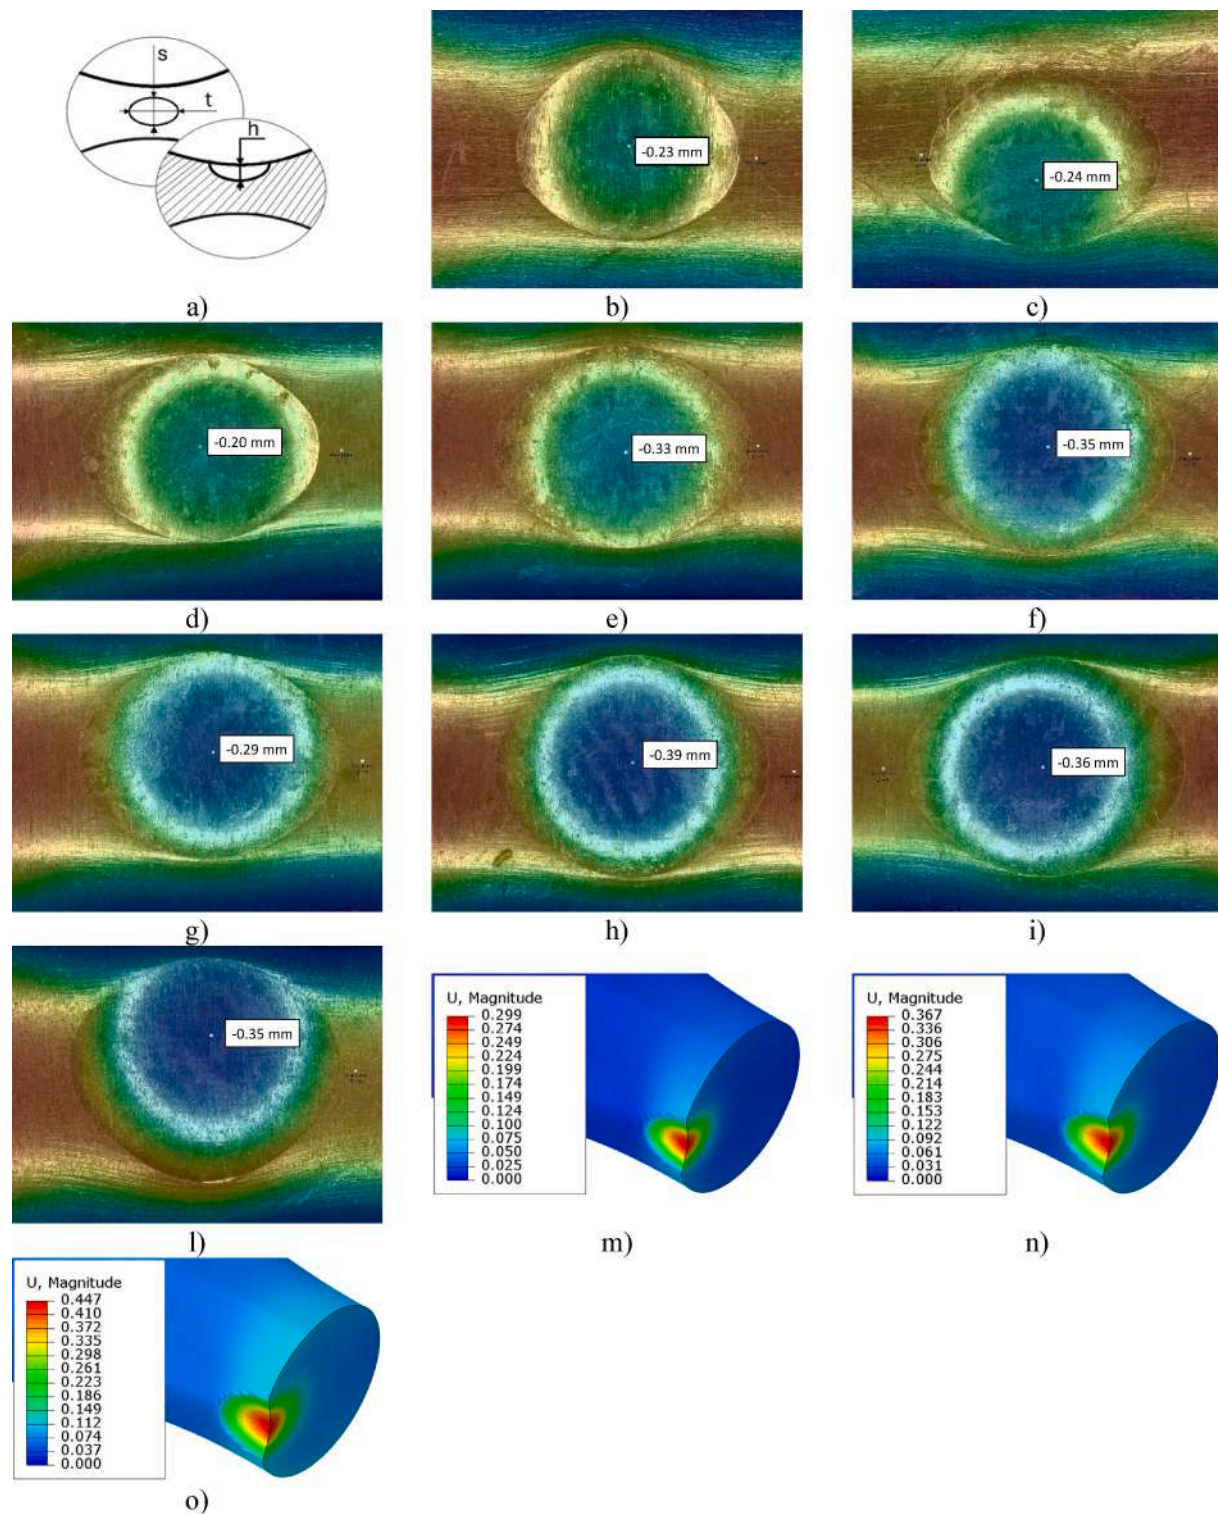 s
t
h
a)
-0.23 mm
b)
-0.24 mm
c)
-0.20 mm
d)
-0.33 mm
e)
-0.35 mm
f)
-0.29 mm
g)
-0.39 mm
h)
-0.36 mm
i)
-0.35 mm
l)
U, Magnitude
0.299
0.274
0.249
0.224
0.199
0.174
0.149
0.124
0.100
0.075
0.050
0.025
0.000
m)
U, Magnitude
0.367
0.336
0.306
0.275
0.244
0.214
0.183
0.153
0.122
0.092
0.061
0.031
0.000
n)
U, Magnitude
0.447
0.410
0.372
0.335
0.298
0.261
0.223
0.186
0.149
0.112
0.074
0.037
0.000
o)